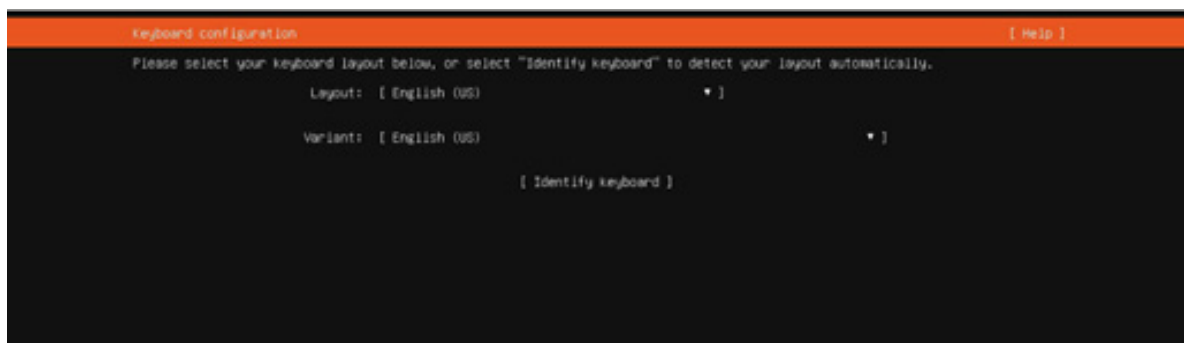 Keyboard configuration [ Help ]
Please select your keyboard layout below, or select "Identify keyboard" to detect your layout automatically.
Layout: [ English (US) ▾ ]
Variant: [ English (US) ▾ ]
[ Identify keyboard ]